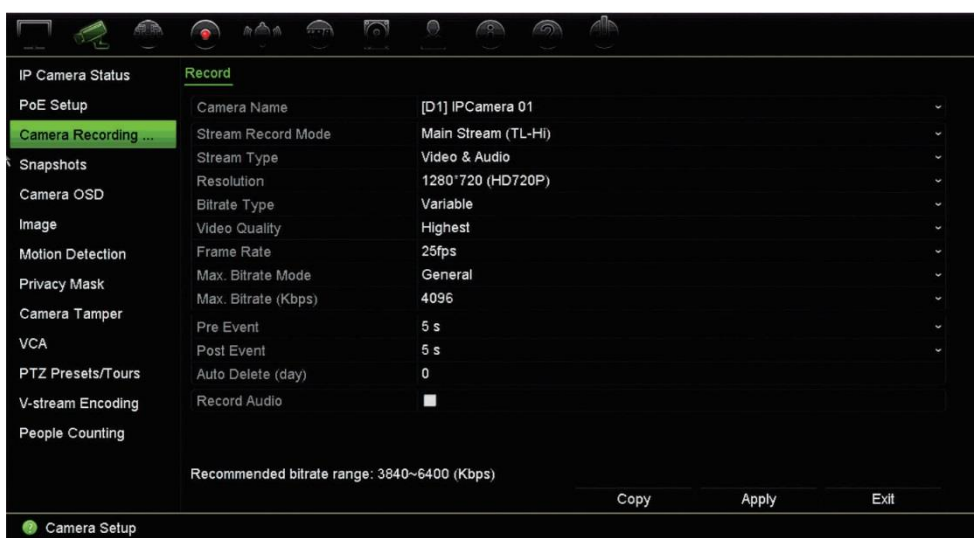 IP Camera Status
PoE Setup
Camera Recording ...
Snapshots
Camera OSD
Image
Motion Detection
Privacy Mask
Camera Tamper
VCA
PTZ Presets/Tours
V-stream Encoding
People Counting
Record
Camera Name [D1] IPCamera 01
Stream Record Mode Main Stream (TL-Hi)
Stream Type Video & Audio
Resolution 1280*720 (HD720P)
Bitrate Type Variable
Video Quality Highest
Frame Rate 25fps
Max. Bitrate Mode General
Max. Bitrate (Kbps) 4096
Pre Event 5 s
Post Event 5 s
Auto Delete (day) 0
Record Audio
Recommended bitrate range: 3840~6400 (Kbps)
Copy Apply Exit
Camera Setup